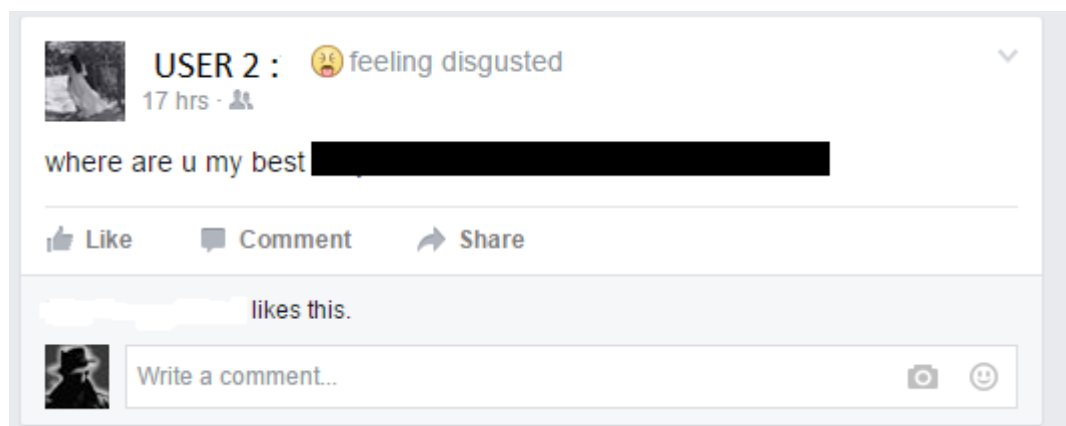 USER 2 : feeling disgusted
17 hrs ·
where are u my best
Like Comment Share
likes this.
Write a comment...